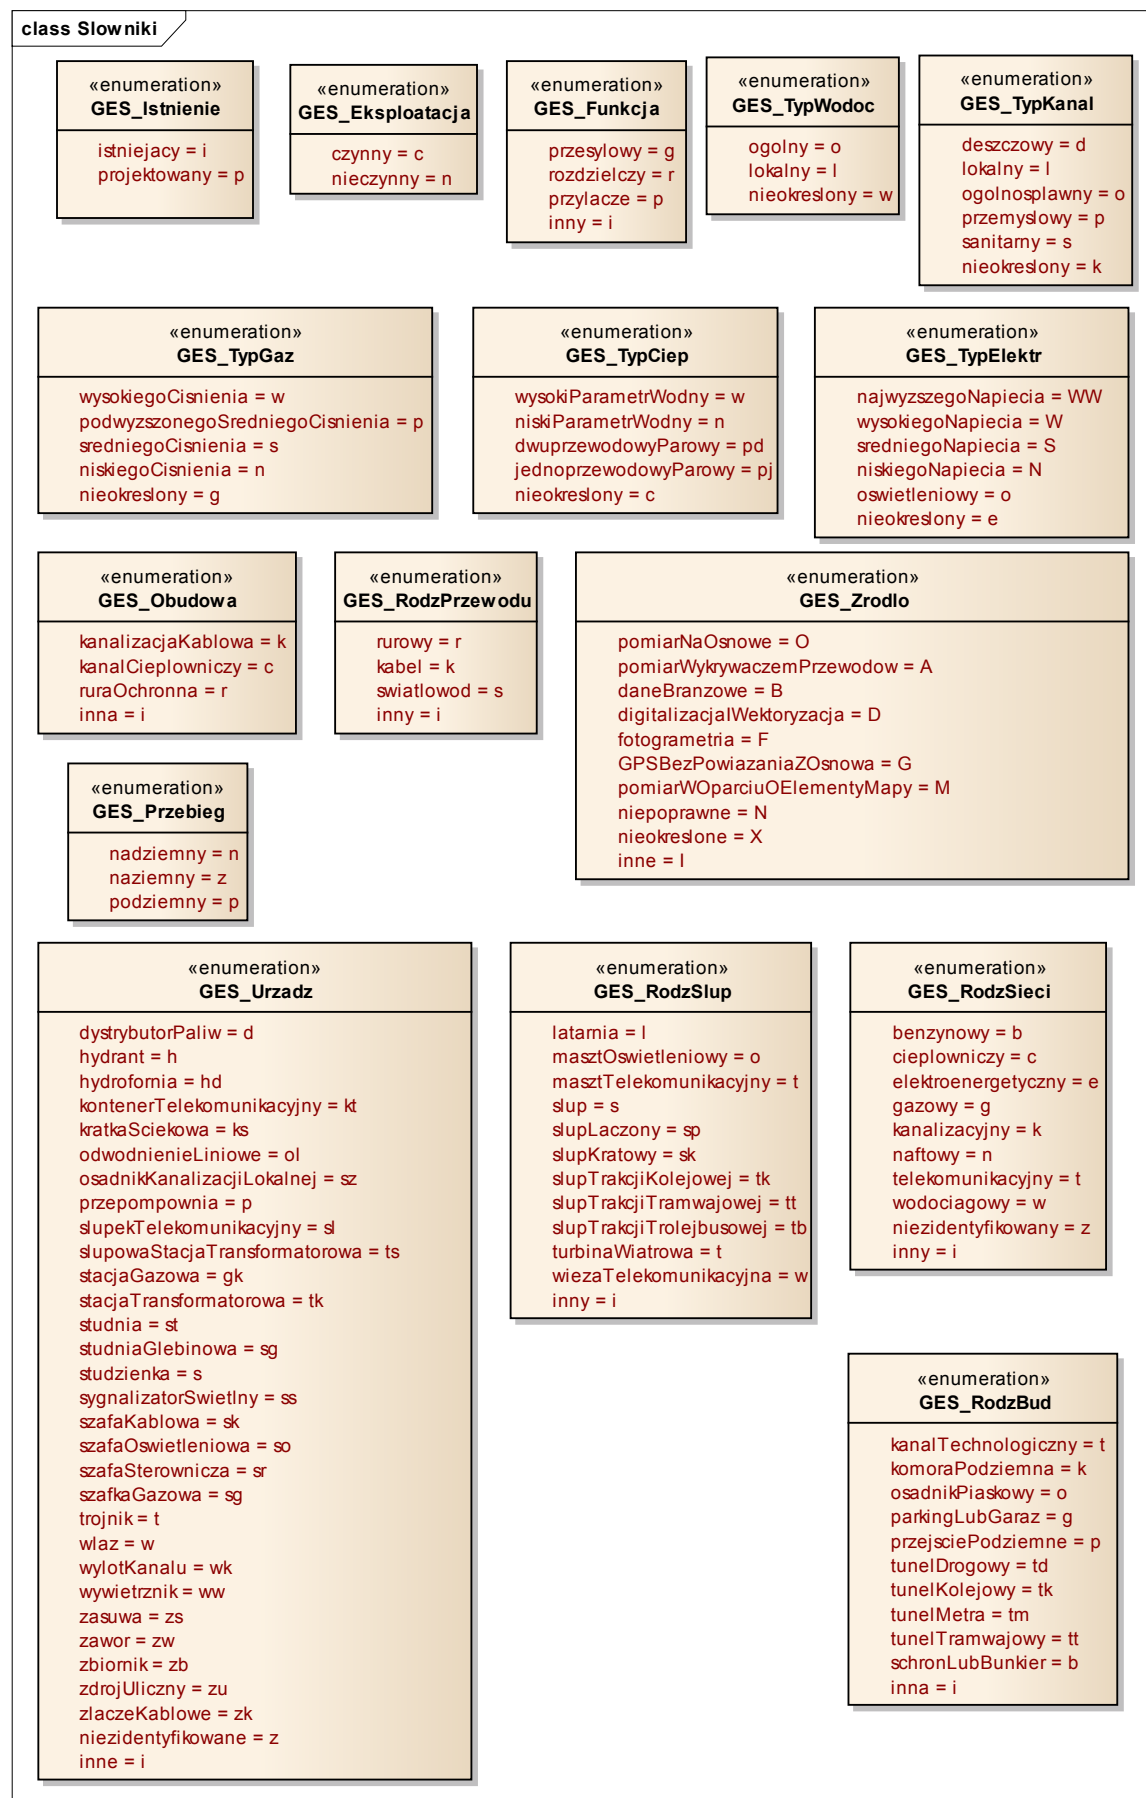 class Slowniki
«enumeration»
GES_Istnienie
istniejacy = i
projektowany = p
«enumeration»
GES_Eksploatacja
czynny = c
nieczynny = n
«enumeration»
GES_Funkcja
przesylowy = g
rozdzielczy = r
przylacze = p
inny = i
«enumeration»
GES_TypWodoc
ogolny = o
lokalny = l
nieokreslony = w
«enumeration»
GES_TypKanal
deszczowy = d
lokalny = l
ogolnosplawny = o
przemyslowy = p
sanitarny = s
nieokreslony = k
«enumeration»
GES_TypGaz
wysokiegoCisnienia = w
podwyzszonegoSredniegoCisnienia = p
sredniegoCisnienia = s
niskiegoCisnienia = n
nieokreslony = g
«enumeration»
GES_TypCiep
wysokiParametrWodny = w
niskiParametrWodny = n
dwuprzewodowyParowy = pd
jednoprzewodowyParowy = pj
nieokreslony = c
«enumeration»
GES_TypElektr
najwyzszegoNapiecia = WW
wysokiegoNapiecia = W
sredniegoNapiecia = S
niskiegoNapiecia = N
oswietleniowy = o
nieokreslony = e
«enumeration»
GES_Obudowa
kanalizacjaKablowa = k
kanalCieplowniczy = c
ruraOchronna = r
inna = i
«enumeration»
GES_RodzPrzewodu
rurowy = r
kabel = k
swiatlowod = s
inny = i
«enumeration»
GES_Zrodlo
pomiarNaOsnowe = O
pomiarWykrywaczemPrzewodow = A
daneBranzowe = B
digitalizacjaIWektoryzacja = D
fotogrametria = F
GPSBezPowiazaniaZOsnowa = G
pomiarWOparciuOElementyMapy = M
niepoprawne = N
nieokreslone = X
inne = I
«enumeration»
GES_Przebieg
nadziemny = n
naziemny = z
podziemny = p
«enumeration»
GES_Urzadz
dystrybutorPaliw = d
hydrant = h
hydrofornia = hd
kontenerTelekomunikacyjny = kt
kratkaSciekowa = ks
odwodnienieLiniowe = ol
osadnikKanalizacjiLokalnej = sz
przepompownia = p
slupekTelekomunikacyjny = sl
slupowaStacjaTransformatorowa = ts
stacjaGazowa = gk
stacjaTransformatorowa = tk
studnia = st
studniaGlebinowa = sg
studzienka = s
sygnalizatorSwietlny = ss
szafaKablowa = sk
szafaOswietleniowa = so
szafaSterownicza = sr
szafkaGazowa = sg
trojnik = t
wlaz = w
wylotKanalu = wk
wywietrznik = ww
zasuwa = zs
zawor = zw
zbiornik = zb
zdrojUliczny = zu
zlaczeKablowe = zk
niezidentyfikowane = z
inne = i
«enumeration»
GES_RodzSlup
latarnia = l
masztOswietleniowy = o
masztTelekomunikacyjny = t
slup = s
slupLaczony = sp
slupKratowy = sk
slupTrakcjiKolejowej = tk
slupTrakcjiTramwajowej = tt
slupTrakcjiTrolejbusowej = tb
turbinaWiatrowa = t
wiezaTelekomunikacyjna = w
inny = i
«enumeration»
GES_RodzSieci
benzynowy = b
cieplowniczy = c
elektroenergetyczny = e
gazowy = g
kanalizacyjny = k
naftowy = n
telekomunikacyjny = t
wodociagowy = w
niezidentyfikowany = z
inny = i
«enumeration»
GES_RodzBud
kanalTechnologiczny = t
komoraPodziemna = k
osadnikPiaskowy = o
parkingLubGaraz = g
przejsciePodziemne = p
tunelDrogowy = td
tunelKolejowy = tk
tunelMetra = tm
tunelTramwajowy = tt
schronLubBunkier = b
inna = i